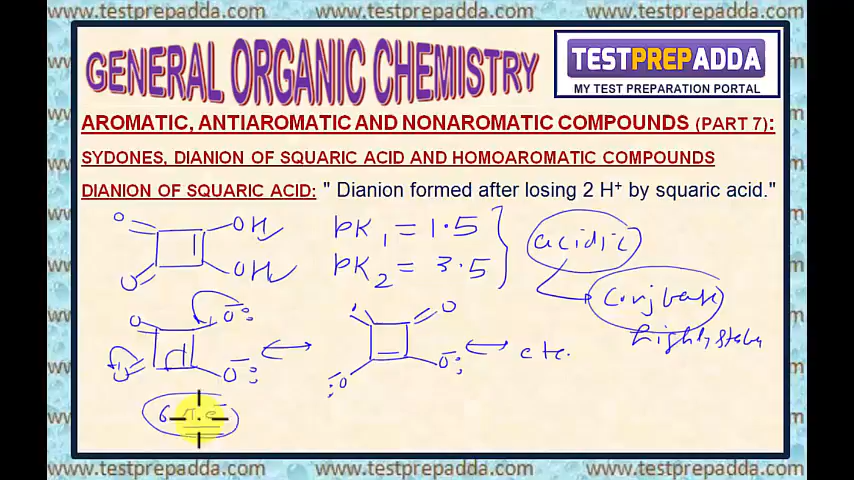 www.testprepadda.com www.testprepadda.com www.testprepadda.com
GENERAL ORGANIC CHEMISTRY
TESTPREPADDA
MY TEST PREPARATION PORTAL
AROMATIC, ANTIAROMATIC AND NONAROMATIC COMPOUNDS (PART 7):
SYDONES, DIANION OF SQUARIC ACID AND HOMOAROMATIC COMPOUNDS
DIANION OF SQUARIC ACID: " Dianion formed after losing 2 H⁺ by squaric acid."
O OH PK₁ = 1.5 acidic
O OH PK₂ = 3.5
Conj base
highly
O O⁻ O
O O⁻ O⁻ O⁻ etc.
6 π e
www.testprepadda.com www.testprepadda.com www.testprepadda.com